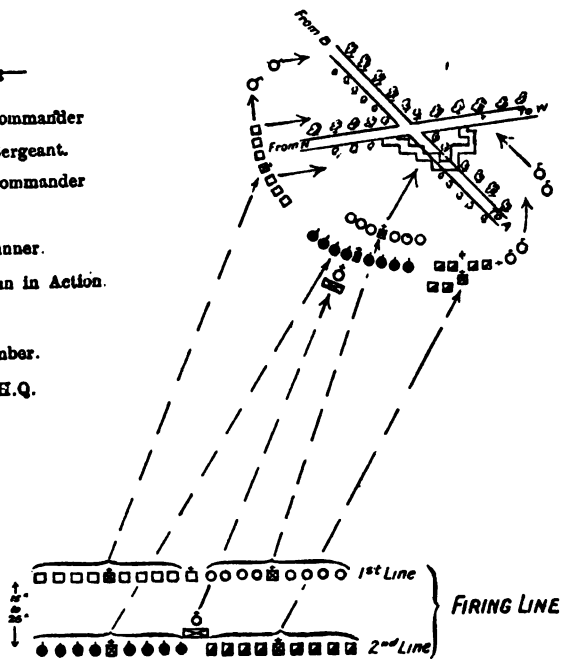 From B
ommander
To W
ergeant.
From N
ommander
A
nner.
n in Action.
nber.
H.Q.
1st Line
FIRING LINE
2nd Line